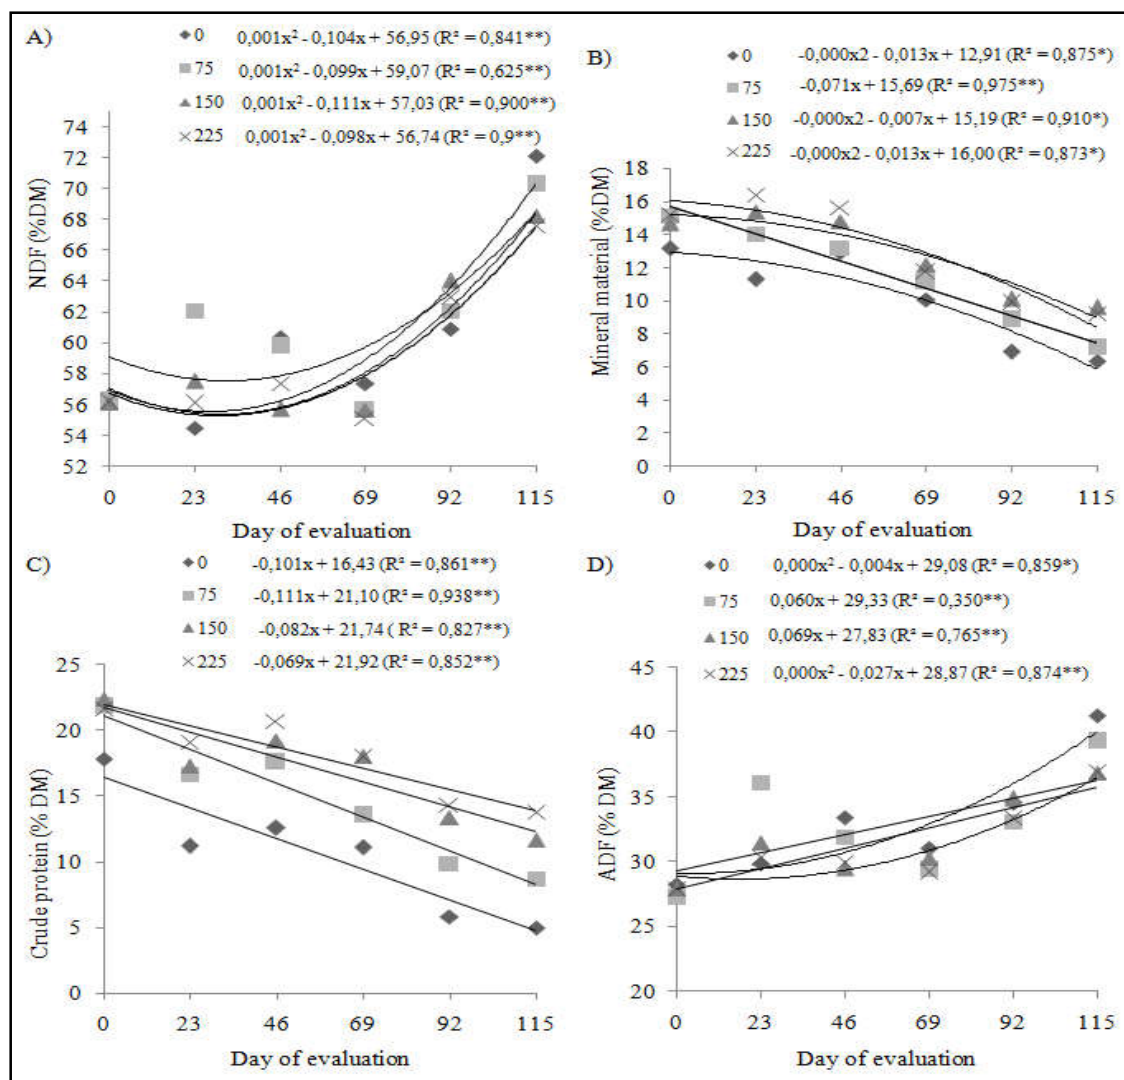 A)
0 0,001x² - 0,104x + 56,95 (R² = 0,841**)
75 0,001x² - 0,099x + 59,07 (R² = 0,625**)
150 0,001x² - 0,111x + 57,03 (R² = 0,900**)
225 0,001x² - 0,098x + 56,74 (R² = 0,9**)
NDF (%DM)
74
72
70
68
66
64
62
60
58
56
54
52
0 23 46 69 92 115
Day of evaluation
B)
0 -0,000x2 - 0,013x + 12,91 (R² = 0,875*)
75 -0,071x + 15,69 (R² = 0,975**)
150 -0,000x2 - 0,007x + 15,19 (R² = 0,910*)
225 -0,000x2 - 0,013x + 16,00 (R² = 0,873*)
Mineral material (%DM)
18
16
14
12
10
8
6
4
2
0
0 23 46 69 92 115
Day of evaluation
C)
0 -0,101x + 16,43 (R² = 0,861**)
75 -0,111x + 21,10 (R² = 0,938**)
150 -0,082x + 21,74 ( R² = 0,827**)
225 -0,069x + 21,92 (R² = 0,852**)
Crude protein (% DM)
25
20
15
10
5
0
0 23 46 69 92 115
Day of evaluation
D)
0 0,000x² - 0,004x + 29,08 (R² = 0,859*)
75 0,060x + 29,33 (R² = 0,350**)
150 0,069x + 27,83 (R² = 0,765**)
225 0,000x² - 0,027x + 28,87 (R² = 0,874**)
ADF (% DM)
45
40
35
30
25
20
0 23 46 69 92 115
Day of evaluation